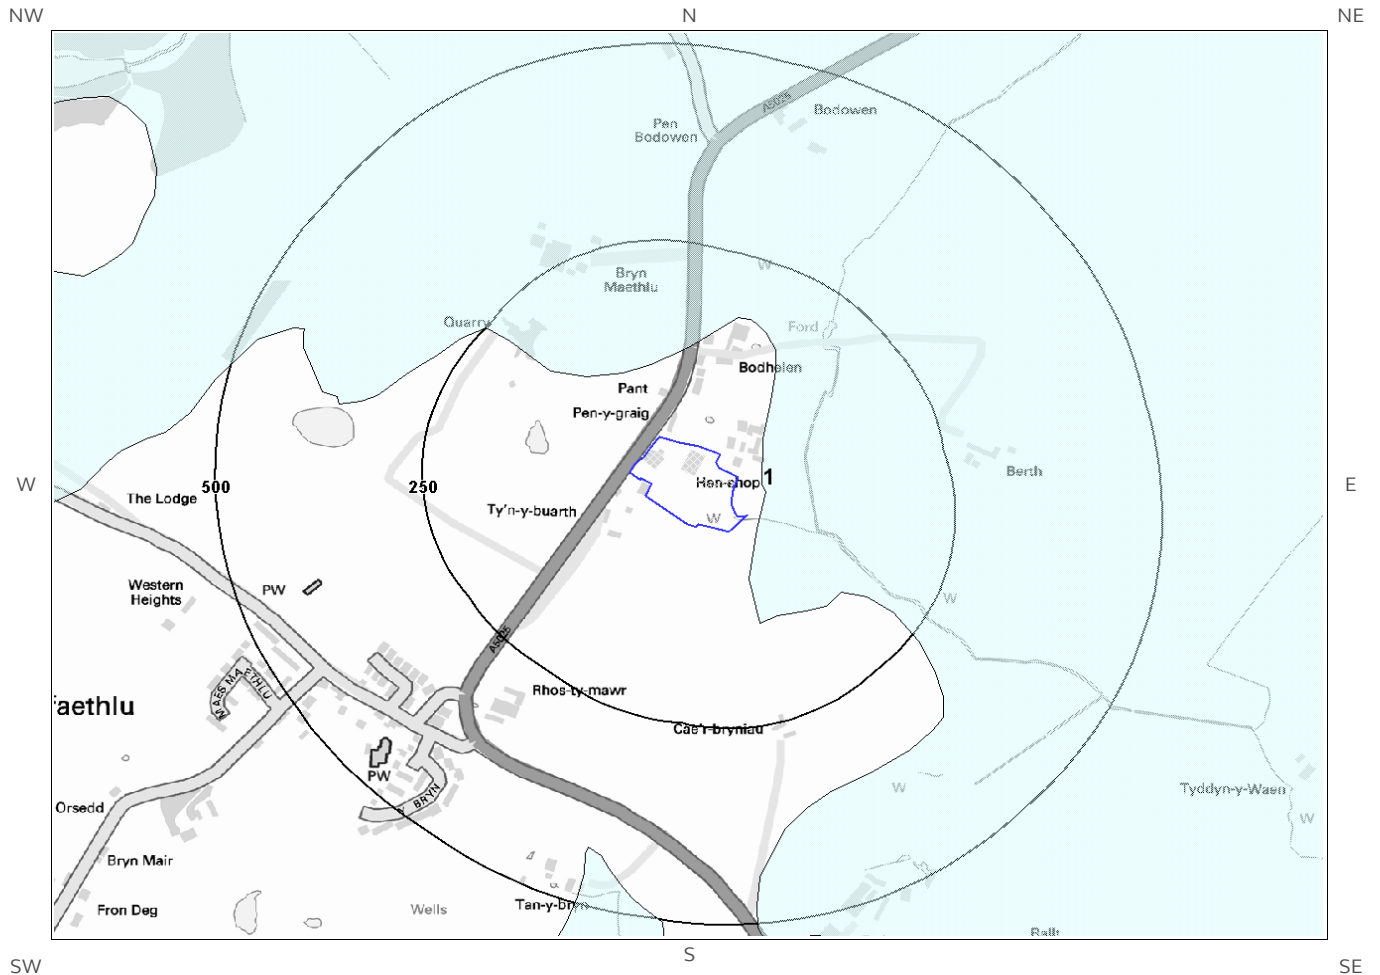 NW
N
NE
A5025
Bodowen
Pen
Bodowen
W
Bryn
Maethlu
Quarry
Ford
Bodhelen
Pant
Pen-y-graig
Berth
1
W
E
Hen-shop
500
250
The Lodge
Ty'n-y-buarth
W
Western
Heights
PW
W
A5025
MAES MAETHLU
Rhos-ty-mawr
faethlu
Cae'r-bryniau
PW
W
Tyddyn-y-Waen
BRYN
Orsedd
W
Bryn Mair
Fron Deg
Wells
Tan-y-bryn
SW
S
SE